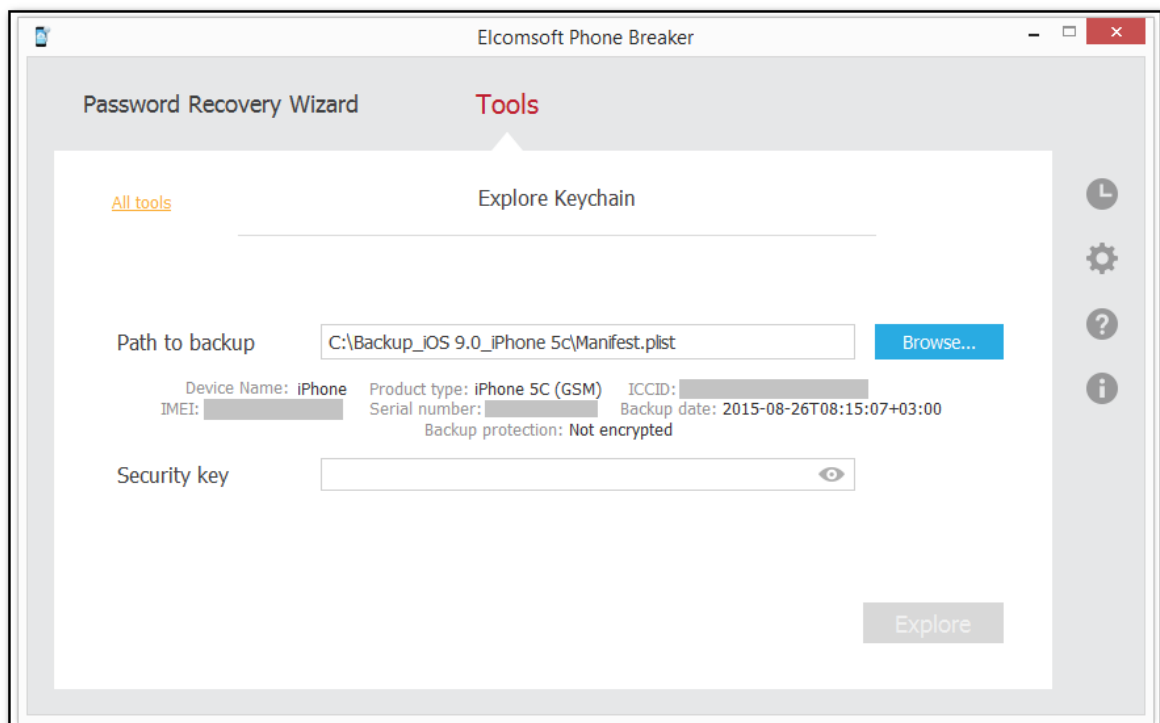 Elcomsoft Phone Breaker
Password Recovery Wizard Tools
All tools Explore Keychain
Path to backup C:\Backup_iOS 9.0_iPhone 5c\Manifest.plist Browse...
Device Name: iPhone Product type: iPhone 5C (GSM) ICCID:
IMEI: Serial number: Backup date: 2015-08-26T08:15:07+03:00
Backup protection: Not encrypted
Security key
Explore